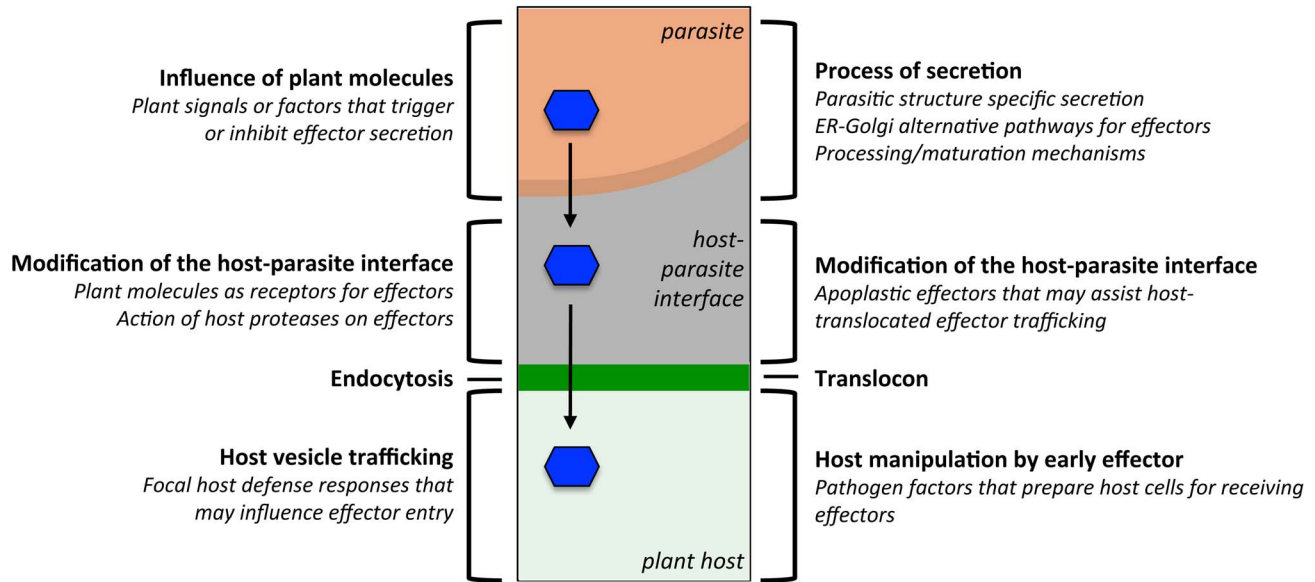 parasite
Influence of plant molecules
Plant signals or factors that trigger
or inhibit effector secretion
Process of secretion
Parasitic structure specific secretion
ER-Golgi alternative pathways for effectors
Processing/maturation mechanisms
Modification of the host-parasite interface
Plant molecules as receptors for effectors
Action of host proteases on effectors
host-
parasite
interface
Modification of the host-parasite interface
Apoplastic effectors that may assist host-
translocated effector trafficking
Endocytosis
Translocon
Host vesicle trafficking
Focal host defense responses that
may influence effector entry
Host manipulation by early effector
Pathogen factors that prepare host cells for receiving
effectors
plant host